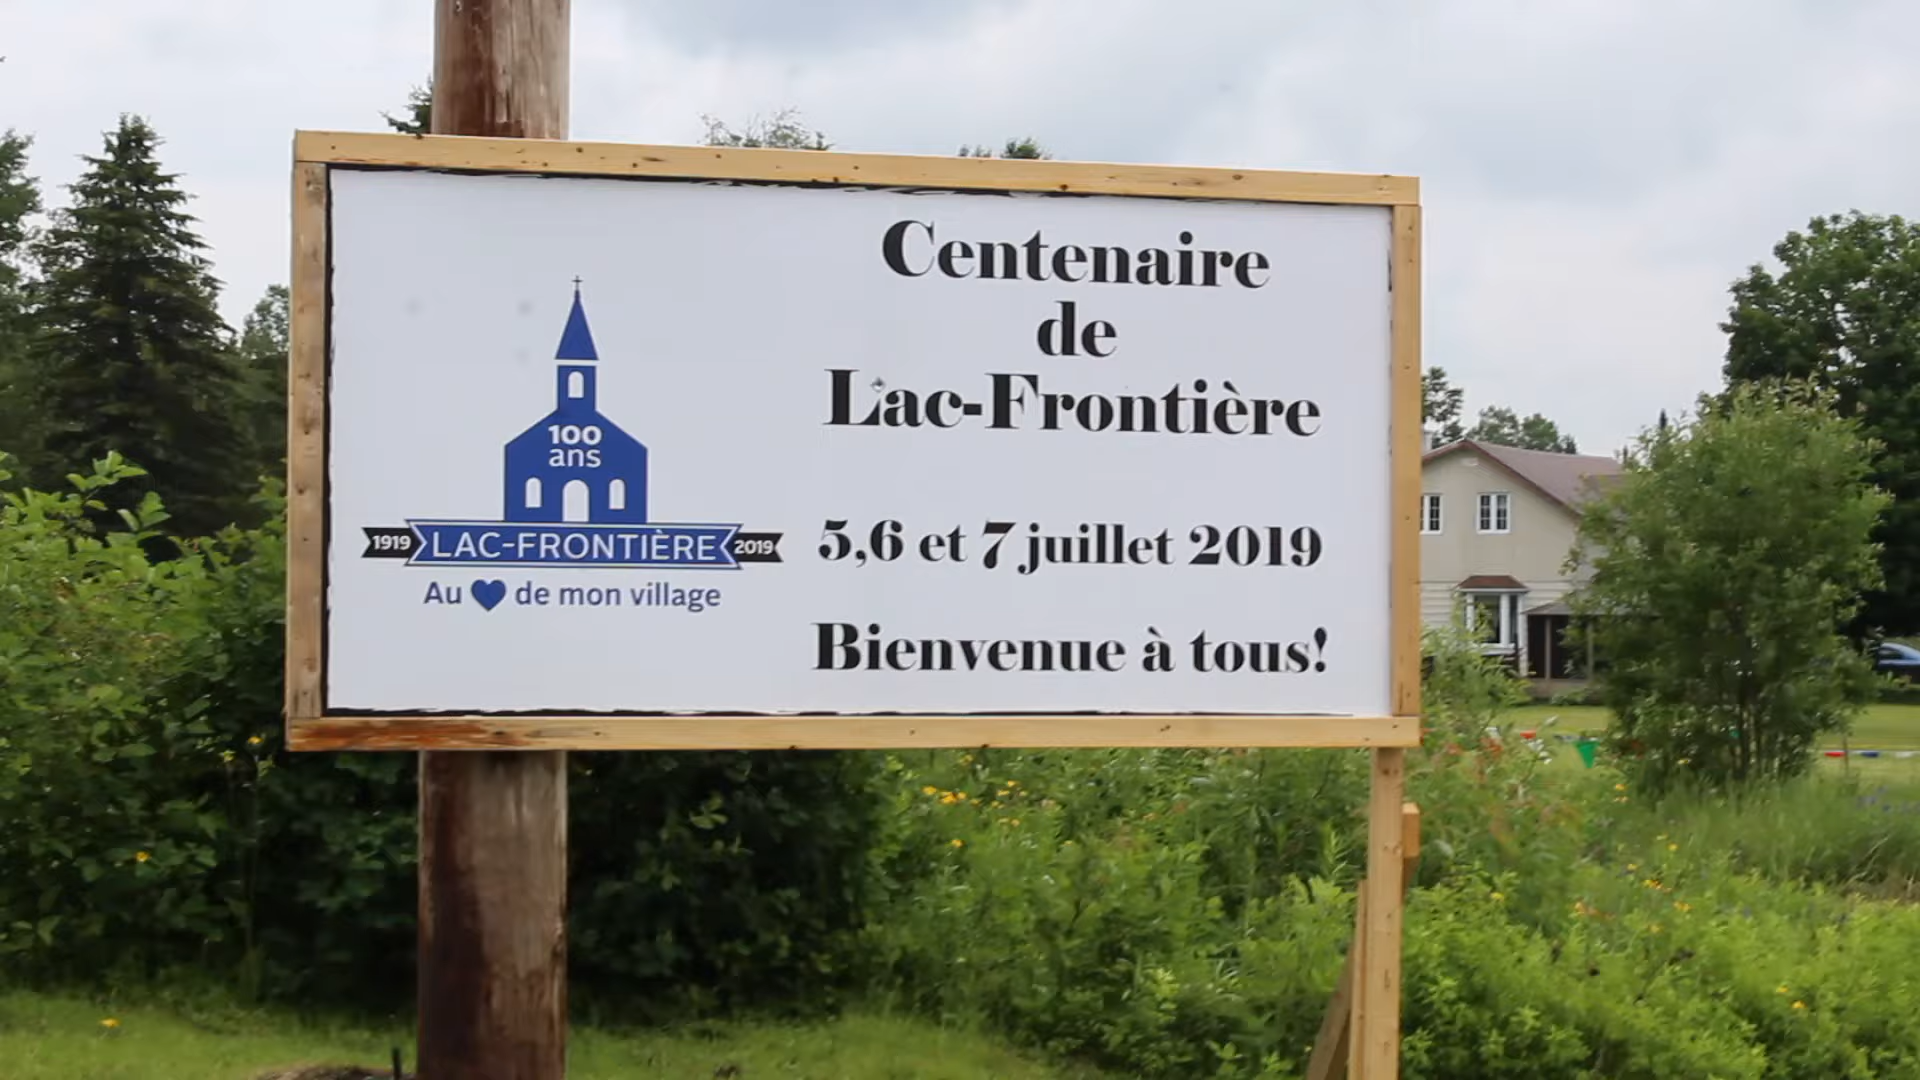 Centenaire
de
Lac-Frontière
5,6 et 7 juillet 2019
Bienvenue à tous!
100
ans
1919 LAC-FRONTIÈRE 2019
Au ♥ de mon village